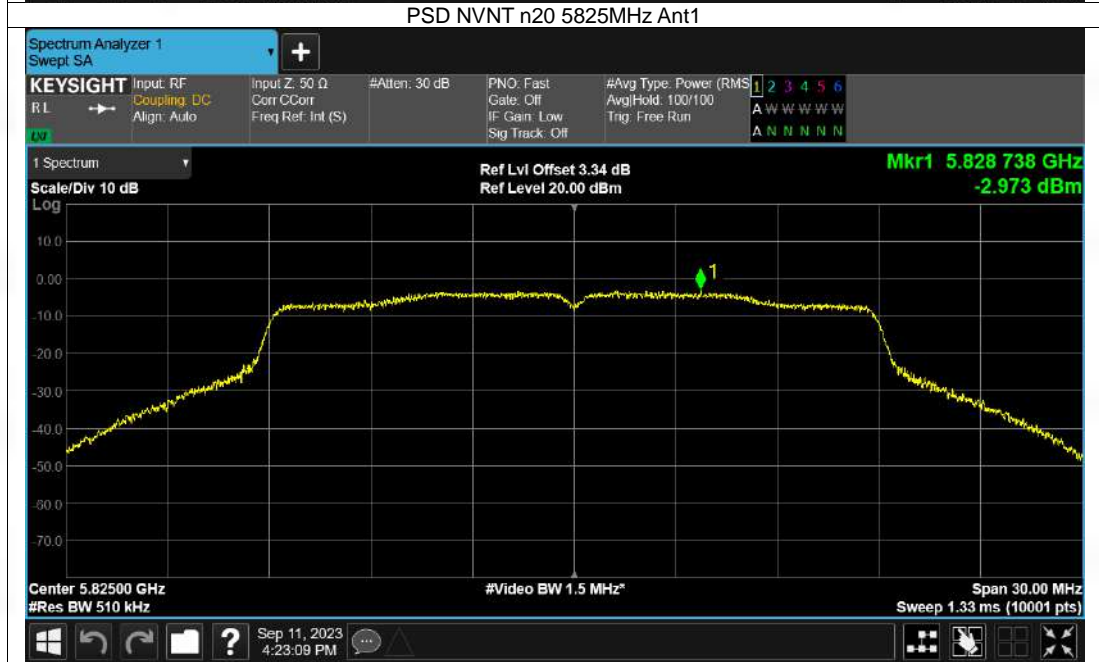 PSD NVNT n20 5825MHz Ant1
Spectrum Analyzer 1
Swept SA
+
KEYSIGHT
RL
LXI
Input: RF
Coupling: DC
Align: Auto
Input Z: 50 Ω
Corr CCorr
Freq Ref: Int (S)
#Atten: 30 dB
PNO: Fast
Gate: Off
IF Gain: Low
Sig Track: Off
#Avg Type: Power (RMS
Avg|Hold: 100/100
Trig: Free Run
1 2 3 4 5 6
A W W W W W
A N N N N N
1 Spectrum
Scale/Div 10 dB
Log
Ref Lvl Offset 3.34 dB
Ref Level 20.00 dBm
Mkr1 5.828 738 GHz
-2.973 dBm
10.0
0.00
-10.0
-20.0
-30.0
-40.0
-50.0
-60.0
-70.0
1
Center 5.82500 GHz
#Res BW 510 kHz
#Video BW 1.5 MHz*
Span 30.00 MHz
Sweep 1.33 ms (10001 pts)
?
Sep 11, 2023
4:23:09 PM